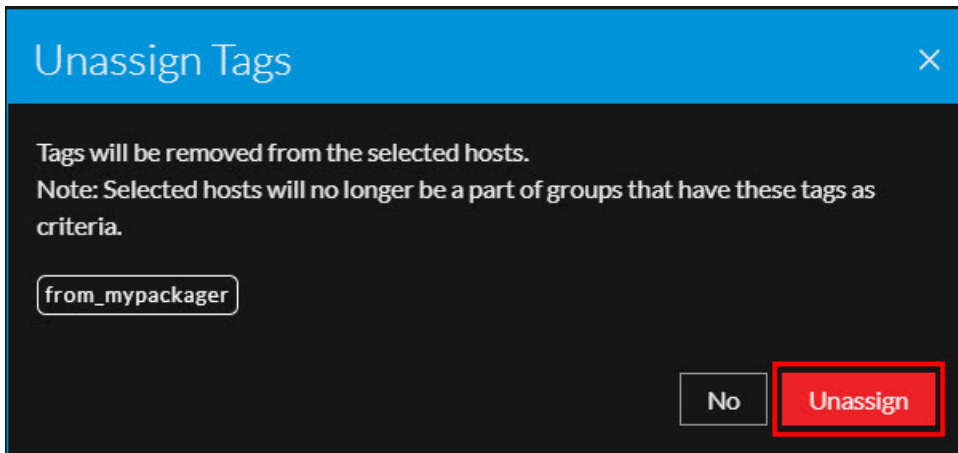 Unassign Tags
Tags will be removed from the selected hosts.
Note: Selected hosts will no longer be a part of groups that have these tags as
criteria.
from_mypackager
No
Unassign